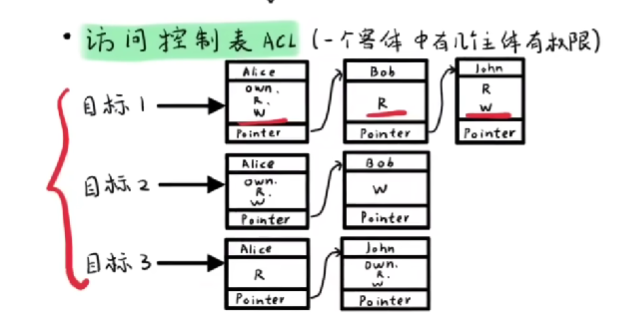 • 访问控制表 ACL (一个客体中有几个主体有权限)
Alice Bob John
目标1 own. R. W R R W
Pointer Pointer Pointer
Alice Bob
目标2 own. R. W W
Pointer Pointer
Alice John
目标3 R own. R. W
Pointer Pointer